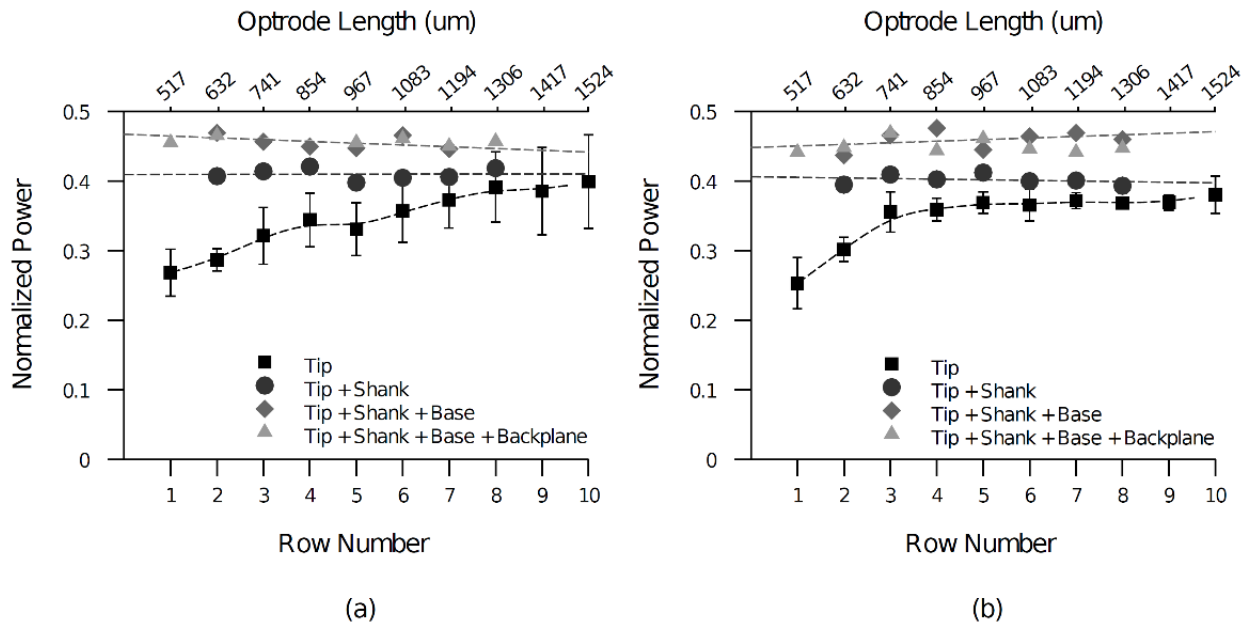 Optrode Length (um)
517 632 741 854 967 1083 1194 1306 1417 1524
0.5
0.4
0.3
0.2
0.1
0
Normalized Power
Tip
Tip + Shank
Tip + Shank + Base
Tip + Shank + Base + Backplane
1 2 3 4 5 6 7 8 9 10
Row Number
(a)
Optrode Length (um)
517 632 741 854 967 1083 1194 1306 1417 1524
0.5
0.4
0.3
0.2
0.1
0
Normalized Power
Tip
Tip + Shank
Tip + Shank + Base
Tip + Shank + Base + Backplane
1 2 3 4 5 6 7 8 9 10
Row Number
(b)